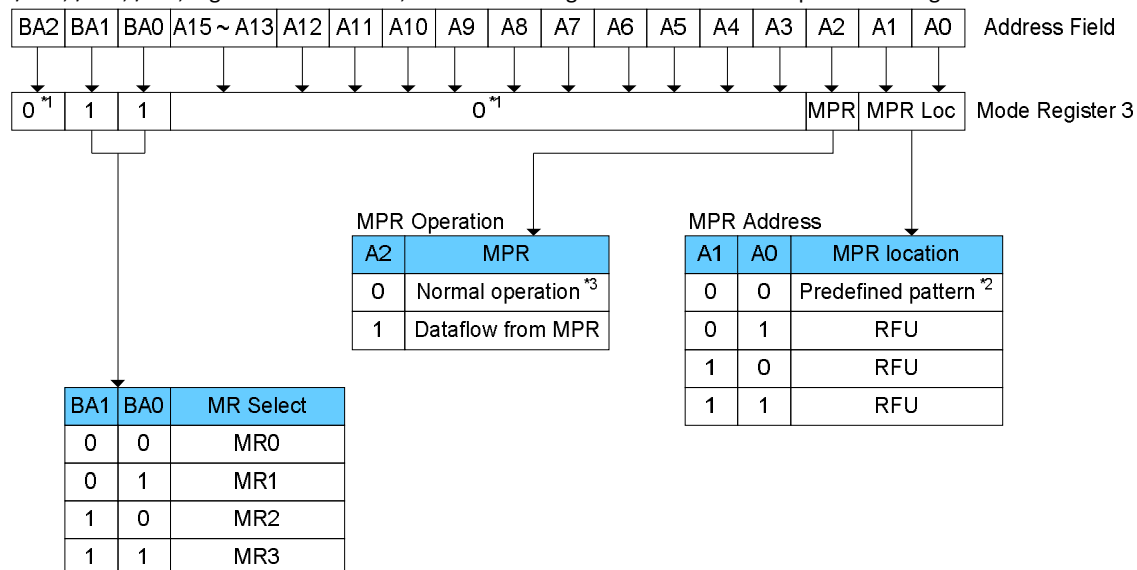 BA2 BA1 BA0 A15 ~ A13 A12 A11 A10 A9 A8 A7 A6 A5 A4 A3 A2 A1 A0 Address Field
0 *1 1 1 0 *1 MPR MPR Loc Mode Register 3
MPR Operation
A2 MPR
0 Normal operation *3
1 Dataflow from MPR
MPR Address
A1 A0 MPR location
0 0 Predefined pattern *2
0 1 RFU
1 0 RFU
1 1 RFU
BA1 BA0 MR Select
0 0 MR0
0 1 MR1
1 0 MR2
1 1 MR3